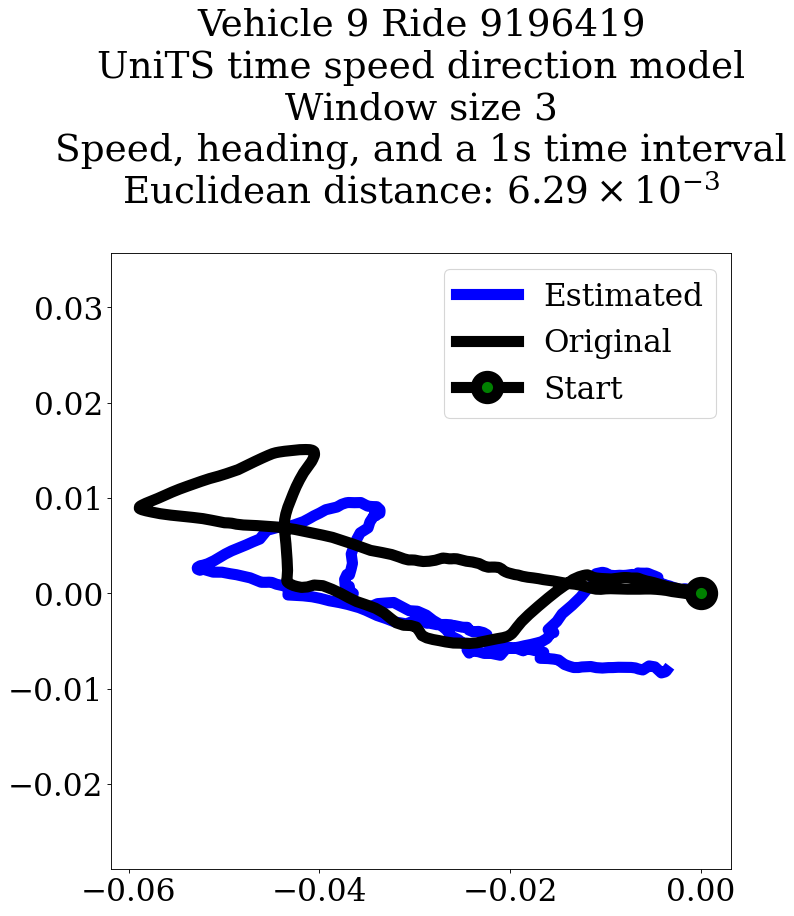 Vehicle 9 Ride 9196419
UniTS time speed direction model
Window size 3
Speed, heading, and a 1s time interval
Euclidean distance: 6.29 × 10⁻³
Estimated
Original
Start
0.03
0.02
0.01
0.00
−0.01
−0.02
−0.06
−0.04
−0.02
0.00